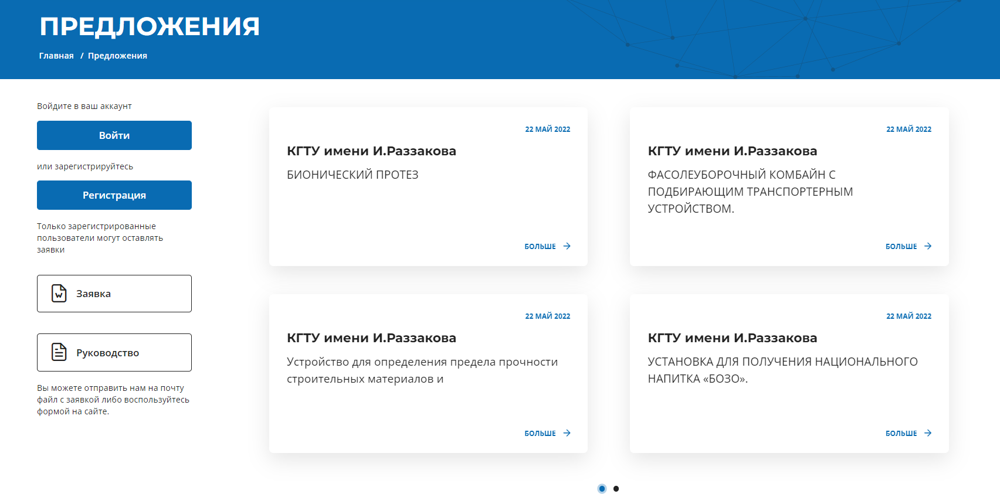 ПРЕДЛОЖЕНИЯ
Главная / Предложения
Войдите в ваш аккаунт
Войти
или зарегистрируйтесь
Регистрация
Только зарегистрированные
пользователи могут оставлять
заявки
Заявка
Руководство
Вы можете отправить нам на почту
файл с заявкой либо воспользуйтесь
формой на сайте.
22 МАЙ 2022
КГТУ имени И.Раззакова
БИОНИЧЕСКИЙ ПРОТЕЗ
БОЛЬШЕ
22 МАЙ 2022
КГТУ имени И.Раззакова
ФАСОЛЕУБОРОЧНЫЙ КОМБАЙН С
ПОДБИРАЮЩИМ ТРАНСПОРТЕРНЫМ
УСТРОЙСТВОМ.
БОЛЬШЕ
22 МАЙ 2022
КГТУ имени И.Раззакова
Устройство для определения предела прочности
строительных материалов и
БОЛЬШЕ
22 МАЙ 2022
КГТУ имени И.Раззакова
УСТАНОВКА ДЛЯ ПОЛУЧЕНИЯ НАЦИОНАЛЬНОГО
НАПИТКА «БОЗО».
БОЛЬШЕ